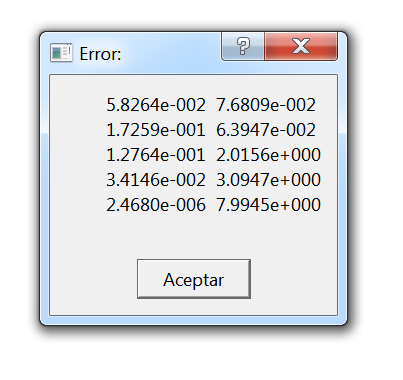 Error:
5.8264e-002 7.6809e-002
1.7259e-001 6.3947e-002
1.2764e-001 2.0156e+000
3.4146e-002 3.0947e+000
2.4680e-006 7.9945e+000
Aceptar